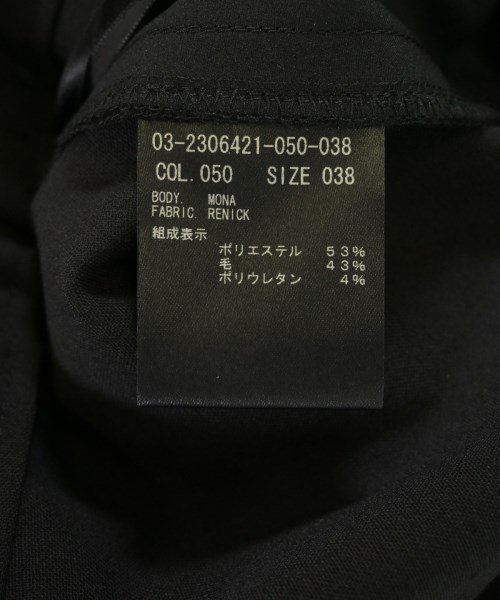 03-2306421-050-038
COL.050 SIZE 038
BODY. MONA
FABRIC. RENICK
組成表示
ポリエステル 53%
毛 43%
ポリウレタン 4%